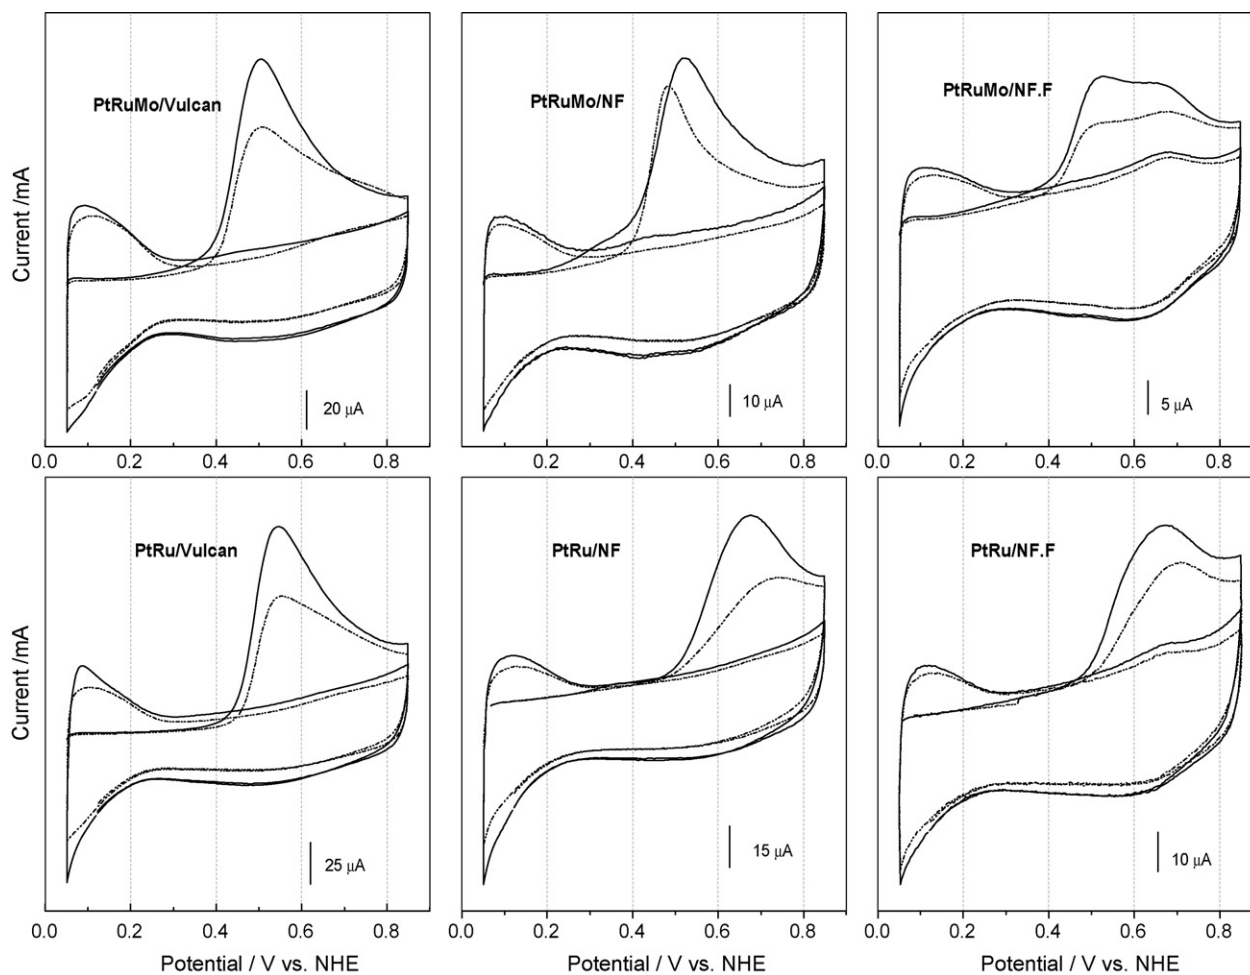 PtRuMo/Vulcan
PtRuMo/NF
PtRuMo/NF.F
Current /mA
20 µA
10 µA
5 µA
0.0 0.2 0.4 0.6 0.8
0.2 0.4 0.6 0.8
0.0 0.2 0.4 0.6 0.8
PtRu/Vulcan
PtRu/NF
PtRu/NF.F
Current /mA
25 µA
15 µA
10 µA
0.0 0.2 0.4 0.6 0.8
0.0 0.2 0.4 0.6 0.8
0.0 0.2 0.4 0.6 0.8
Potential / V vs. NHE
Potential / V vs. NHE
Potential / V vs. NHE